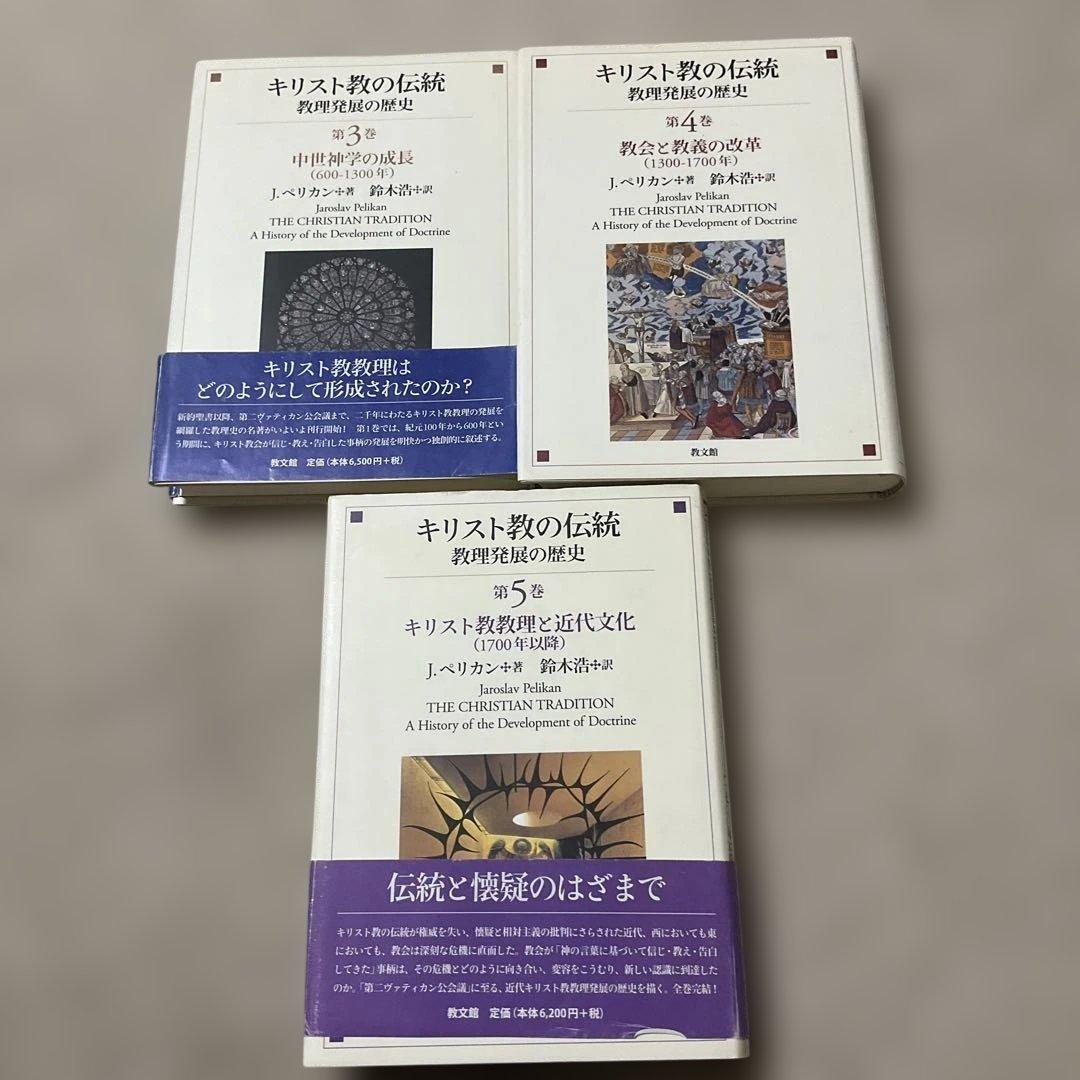 キリスト教の伝統
教理発展の歴史
第3巻
中世神学の成長
(600-1300年)
J.ペリカン✢著 鈴木浩✢訳
Jaroslav Pelikan
THE CHRISTIAN TRADITION
A History of the Development of Doctrine
キリスト教教理は
どのようにして形成されたのか?
新約聖書以降、第二ヴァティカン公会議まで、二千年にわたるキリスト教教理の発展を
網羅した教理史の名著がいよいよ刊行開始! 第1巻では、紀元100年から600年とい
う期間に、キリスト教会が信じ・教え・告白した事柄の発展を明快かつ独創的に叙述する。
教文館 定価(本体6,500円+税)
キリスト教の伝統
教理発展の歴史
第4巻
教会と教義の改革
(1300-1700年)
J.ペリカン✢著 鈴木浩✢訳
Jaroslav Pelikan
THE CHRISTIAN TRADITION
A History of the Development of Doctrine
教文館
キリスト教の伝統
教理発展の歴史
第5巻
キリスト教教理と近代文化
(1700年以降)
J.ペリカン✢著 鈴木浩✢訳
Jaroslav Pelikan
THE CHRISTIAN TRADITION
A History of the Development of Doctrine
伝統と懐疑のはざまで
キリスト教の伝統が権威を失い、懐疑と相対主義の批判にさらされた近代、西においても東
においても、教会は深刻な危機に直面した。教会が「神の言葉に基づいて信じ・教え・告白
してきた」事柄は、その危機とどのように向き合い、変容をこうむり、新しい認識に到達した
のか。「第二ヴァティカン公会議」に至る、近代キリスト教教理発展の歴史を描く。全巻完結!
教文館 定価(本体6,200円+税)